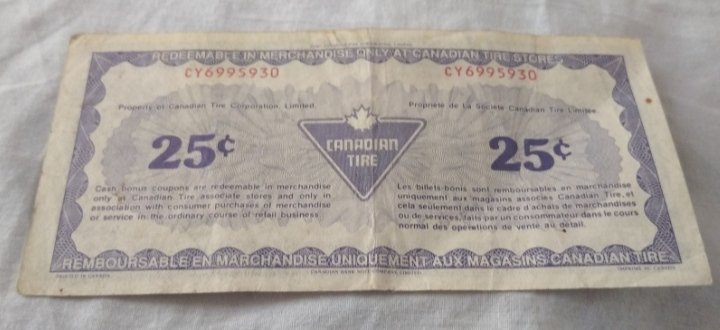 REDEEMABLE IN MERCHANDISE ONLY AT CANADIAN TIRE STORES
CY6995930
CY6995930
Property of Canadian Tire Corporation, Limited.
Propriété de La Société Canadian Tire Limitée.
25¢
CANADIAN
TIRE
25¢
Cash bonus coupons are redeemable in merchandise
only at Canadian Tire associate stores and only in
association with consumer purchases of merchandise
or service in the ordinary course of retail business.
Les billets-bonis sont remboursables en marchandise
uniquement aux magasins associés Canadian Tire, et
cela seulement dans le cadre d'achats de marchandises
ou de services, faits par un consommateur dans le cours
normal des opérations de vente au détail.
REMBOURSABLE EN MARCHANDISE UNIQUEMENT AUX MAGASINS CANADIAN TIRE
PRINTED IN CANADA
CANADIAN BANK NOTE COMPANY, LIMITED
IMPRIMÉ AU CANADA